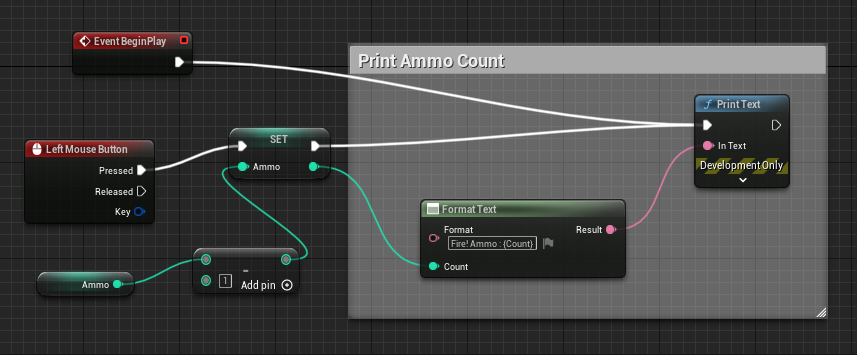 Event BeginPlay
Print Ammo Count
Print Text
SET
Left Mouse Button
In Text
Pressed
Ammo
Development Only
Released
Key
Format Text
Format
Result
Fire! Ammo : {Count}
Count
-
Ammo
1
Add pin